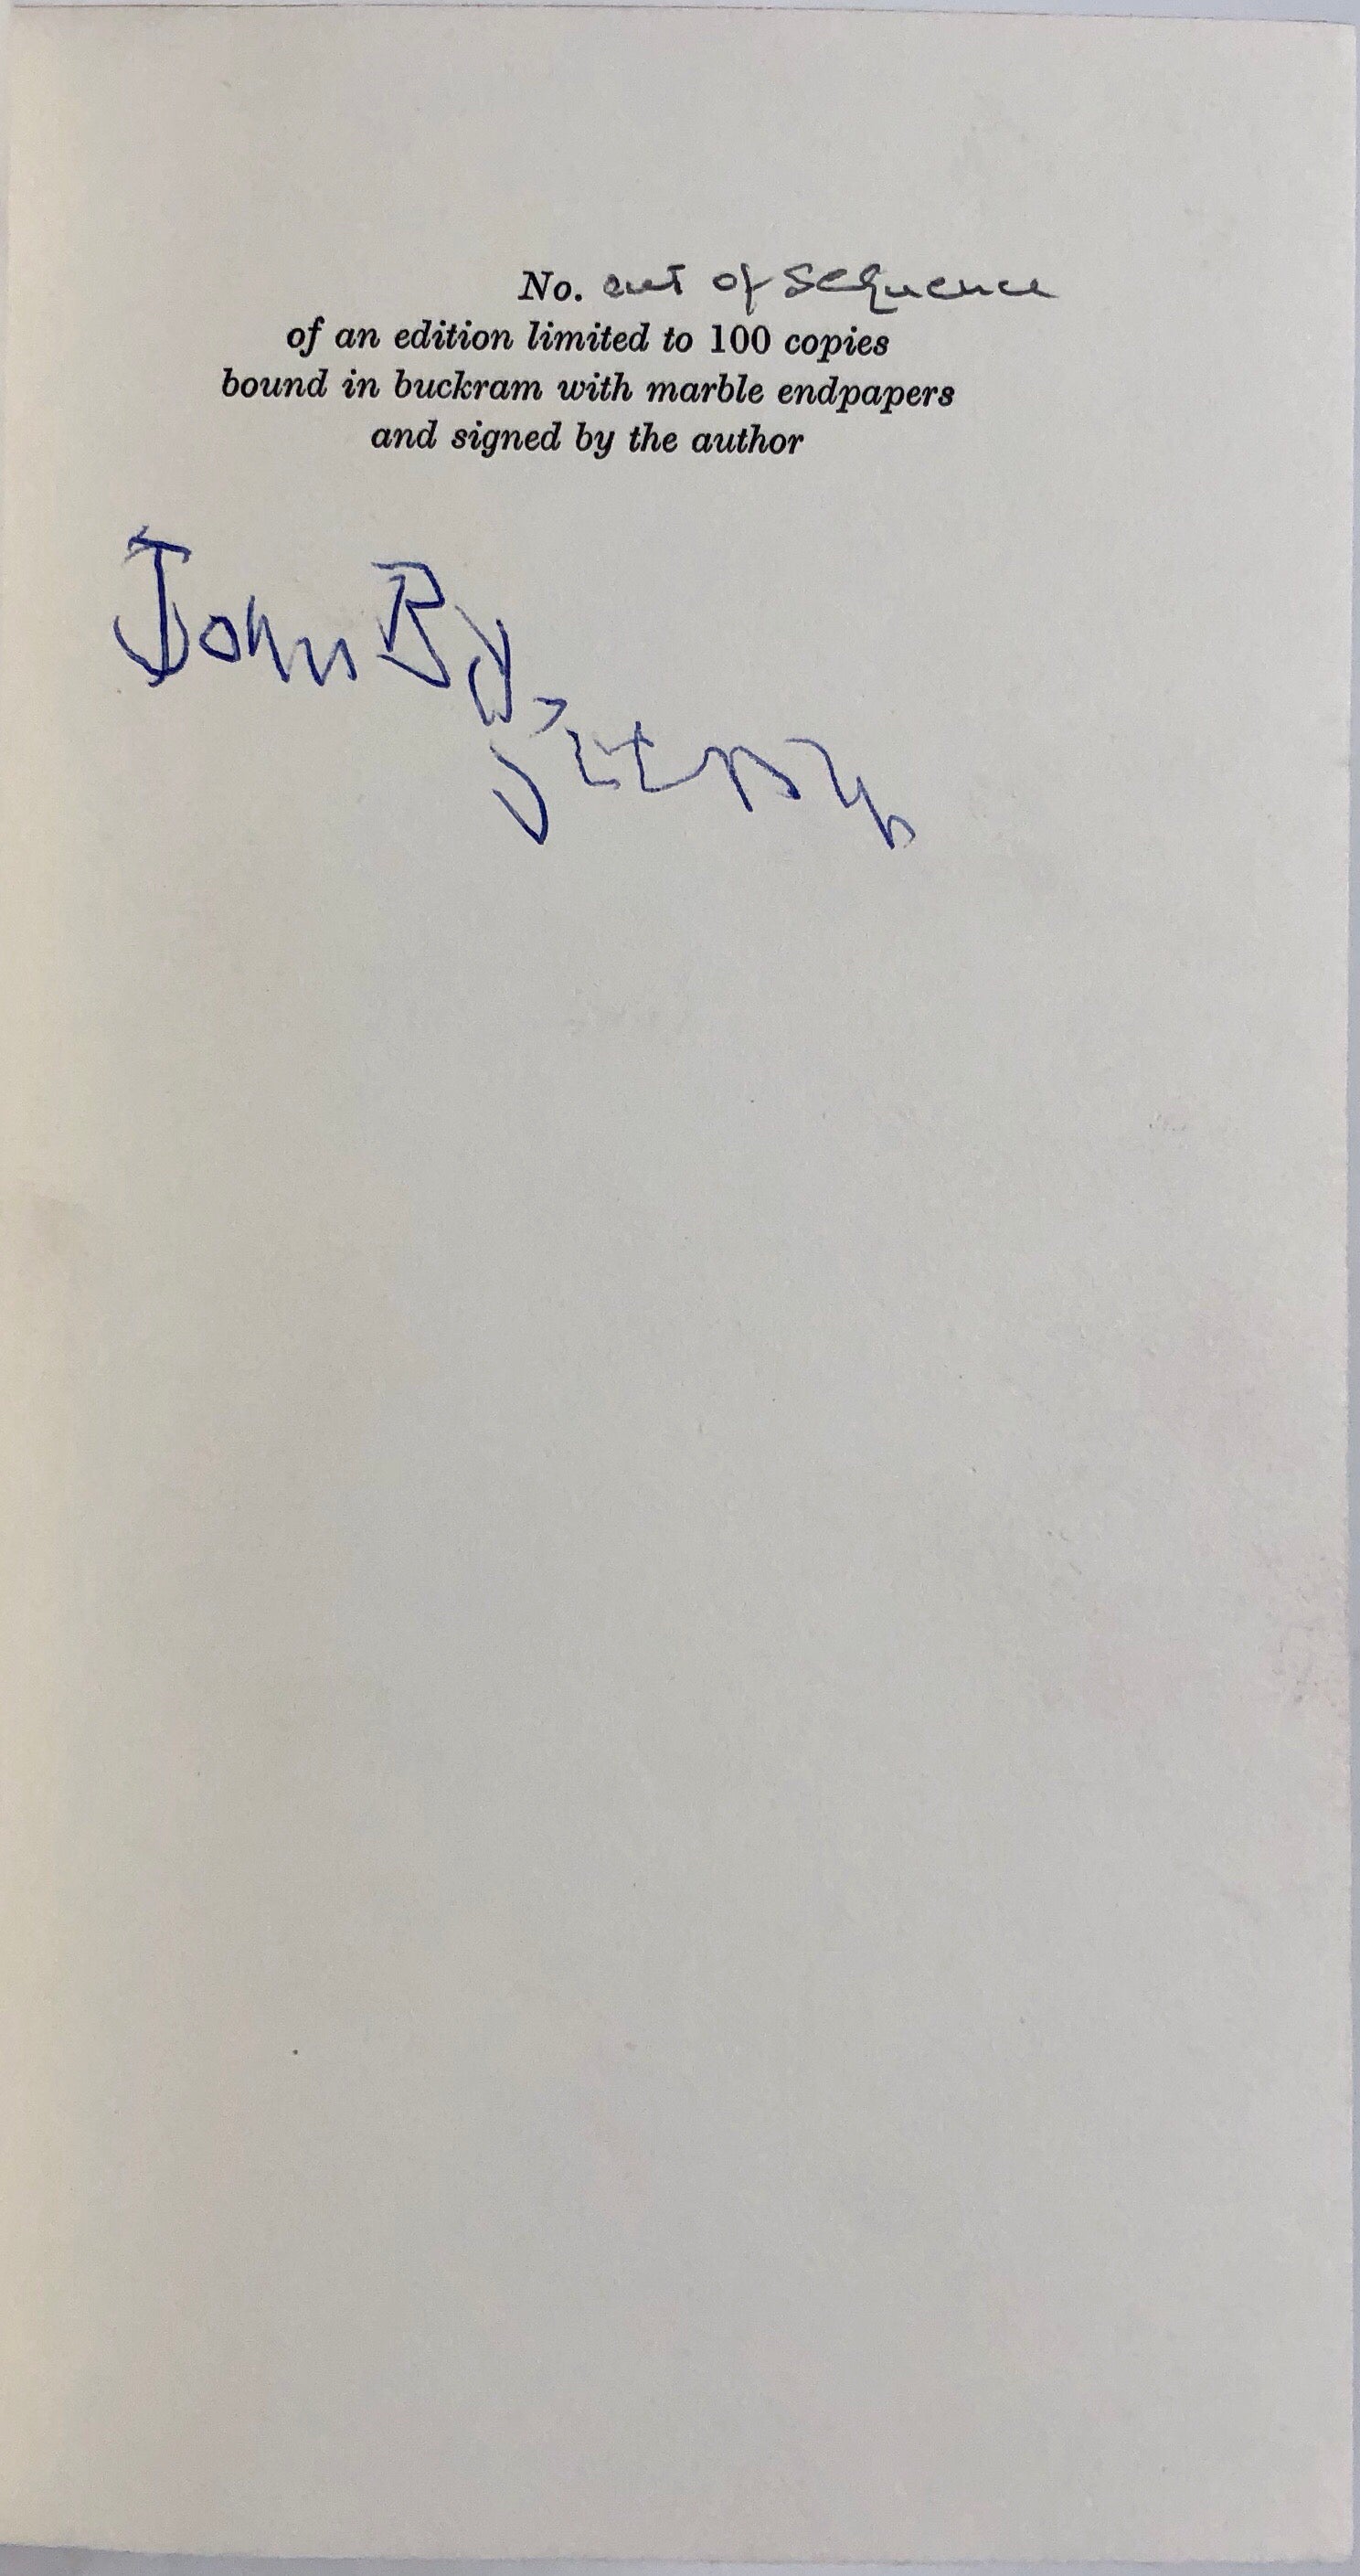 No. out of Sequence
of an edition limited to 100 copies
bound in buckram with marble endpapers
and signed by the author
John